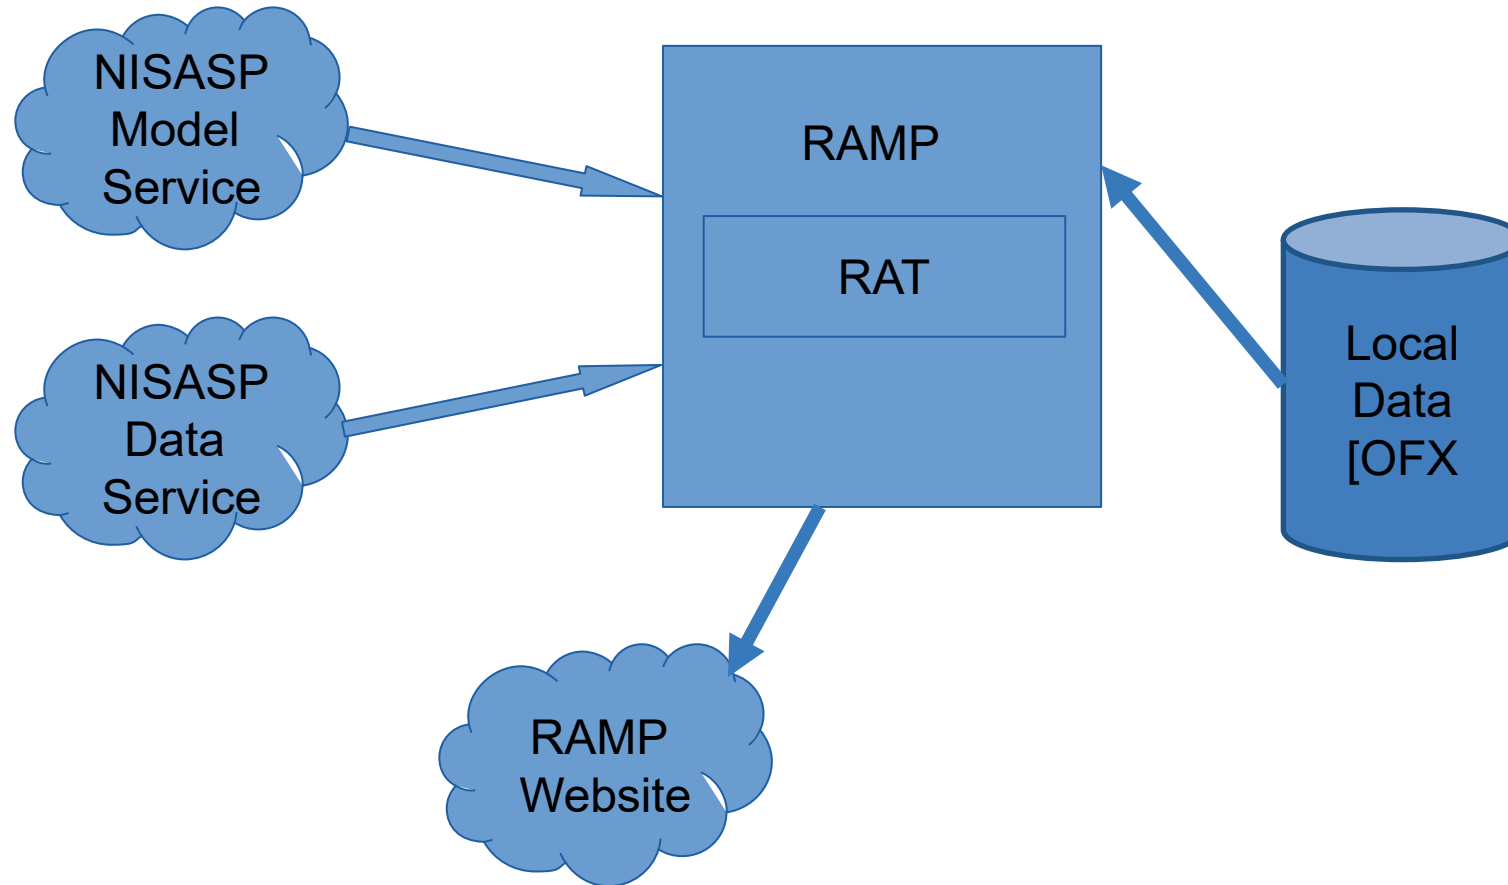 NISASP
Model
Service
RAMP
RAT
Local
Data
[OFX
NISASP
Data
Service
RAMP
Website